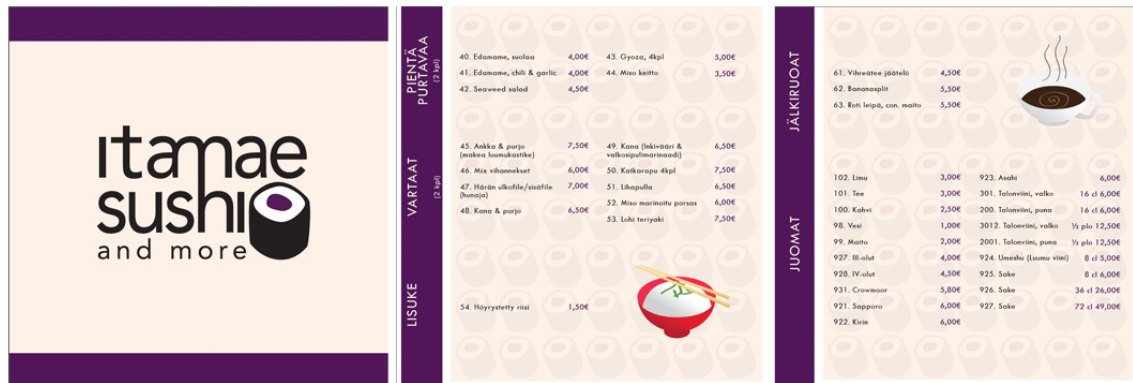 ıtamae
sushi
and more
PIENTÄ
PURTAVAA
(2 kpl)
40. Edamame, suolaa 4,00€
41. Edamame, chili & garlic 4,00€
42. Seaweed salad 4,50€
43. Gyoza, 4kpl 5,00€
44. Miso keitto 3,50€
VARTAAT
(2 kpl)
45. Ankka & purjo 7,50€
(makea luumukastike)
46. Mix vihannekset 6,00€
47. Härän ulkofile/sisäfile 7,00€
(hunaja)
48. Kana & purjo 6,50€
49. Kana (Inkivääri & 6,50€
valkosipulimarinaadi)
50. Katkarapu 4kpl 7,50€
51. Lihapulla 6,50€
52. Miso marinoitu porsas 6,00€
53. Lohi teriyaki 7,50€
LISUKE
54. Höyrystetty riisi 1,50€
JÄLKIRUOAT
61. Vihreätee jäätelö 4,50€
62. Bananasplit 5,50€
63. Roti leipä, con. maito 5,50€
JUOMAT
102. Limu 3,00€
101. Tee 3,00€
100. Kahvi 2,50€
98. Vesi 1,00€
99. Maito 2,00€
927. III-olut 4,00€
928. IV-olut 4,50€
931. Crowmoor 5,80€
921. Sapporo 6,00€
922. Kirin 6,00€
923. Asahi 6,00€
301. Talonviini, valko 16 cl 6,00€
200. Talonviini, puna 16 cl 6,00€
3012. Talonviini, valko ½ plo 12,50€
2001. Talonviini, puna ½ plo 12,50€
924. Umeshu (Luumu viini) 8 cl 5,00€
925. Sake 8 cl 6,00€
926. Sake 36 cl 26,00€
927. Sake 72 cl 49,00€